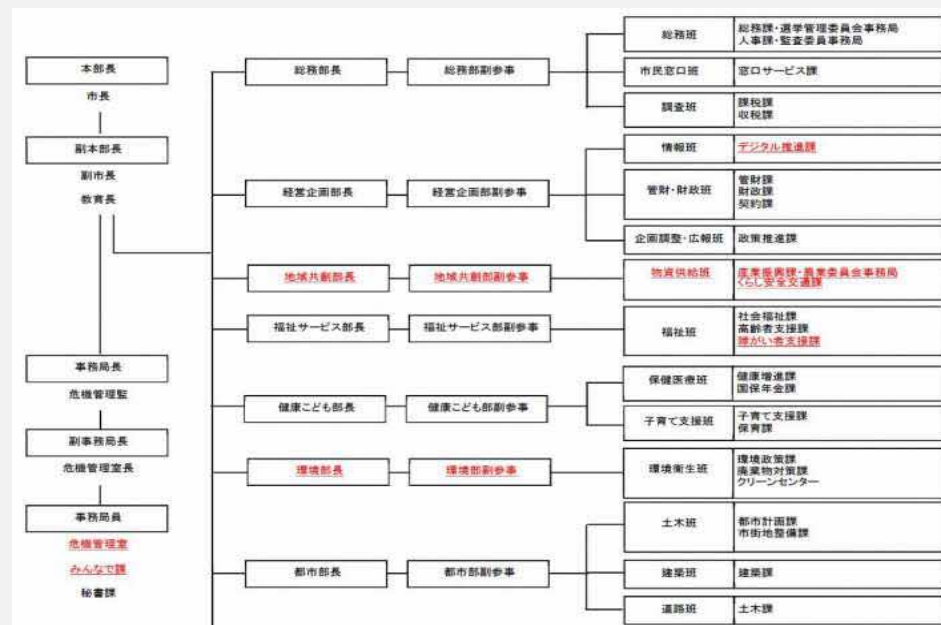 本部長
市長
副本部長
副市長
教育長
事務局長
危機管理監
副事務局長
危機管理室長
事務局員
危機管理室
みんなで課
秘書課
総務部長
総務部副参事
総務班
総務課・選挙管理委員会事務局
人事課・監査委員事務局
市民窓口班
窓口サービス課
調査班
課税課
収税課
経営企画部長
経営企画部副参事
情報班
デジタル推進課
管財・財政班
管財課
財政課
契約課
企画調整・広報班
政策推進課
地域共創部長
地域共創部副参事
物資供給班
産業振興課・農業委員会事務局
くらし安全交通課
福祉サービス部長
福祉サービス部副参事
福祉班
社会福祉課
高齢者支援課
障がい者支援課
健康こども部長
健康こども部副参事
保健医療班
健康増進課
国保年金課
子育て支援班
子育て支援課
保育課
環境部長
環境部副参事
環境衛生班
環境政策課
廃棄物対策課
クリーンセンター
都市部長
都市部副参事
土木班
都市計画課
市街地整備課
建築班
建築課
道路班
土木課